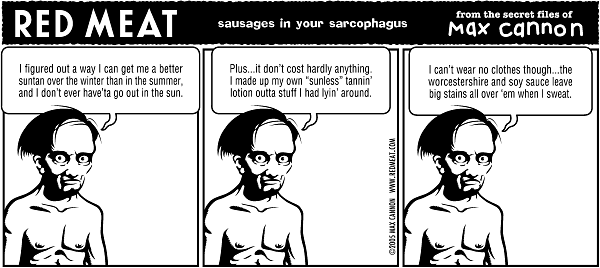 RED MEAT
sausages in your sarcophagus
from the secret files of
max cannon
I figured out a way I can get me a better
suntan over the winter than in the summer,
and I don't ever have'ta go out in the sun.
Plus...it don't cost hardly anything.
I made up my own "sunless" tannin'
lotion outta stuff I had lyin' around.
©2005 MAX CANNON WWW.REDMEAT.COM
I can't wear no clothes though...the
worcestershire and soy sauce leave
big stains all over 'em when I sweat.